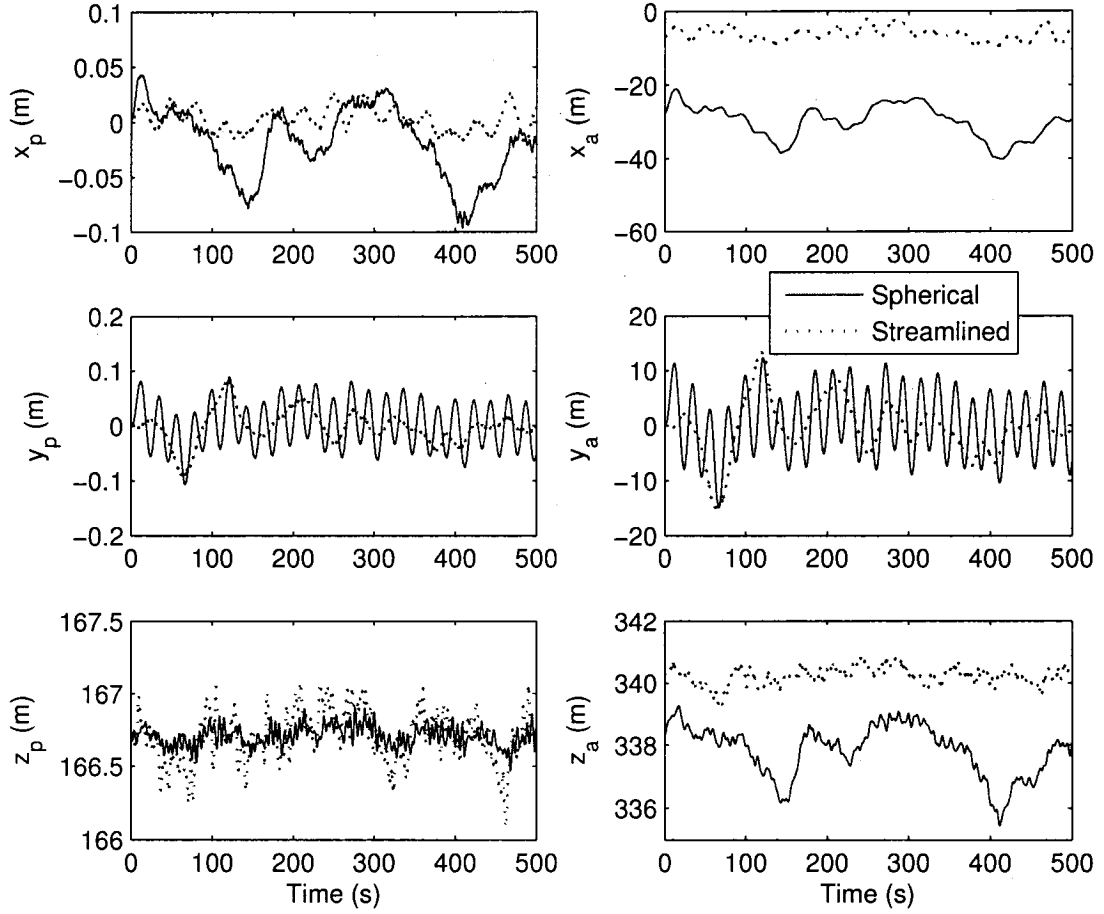 0.1
0.05
0
−0.05
−0.1
x_p (m)
0 100 200 300 400 500
0
−20
−40
−60
x_a (m)
0 100 200 300 400 500
Spherical
Streamlined
0.2
0.1
0
−0.1
−0.2
y_p (m)
0 100 200 300 400 500
20
10
0
−10
−20
y_a (m)
0 100 200 300 400 500
167.5
167
166.5
166
z_p (m)
0 100 200 300 400 500
Time (s)
342
340
338
336
z_a (m)
0 100 200 300 400 500
Time (s)